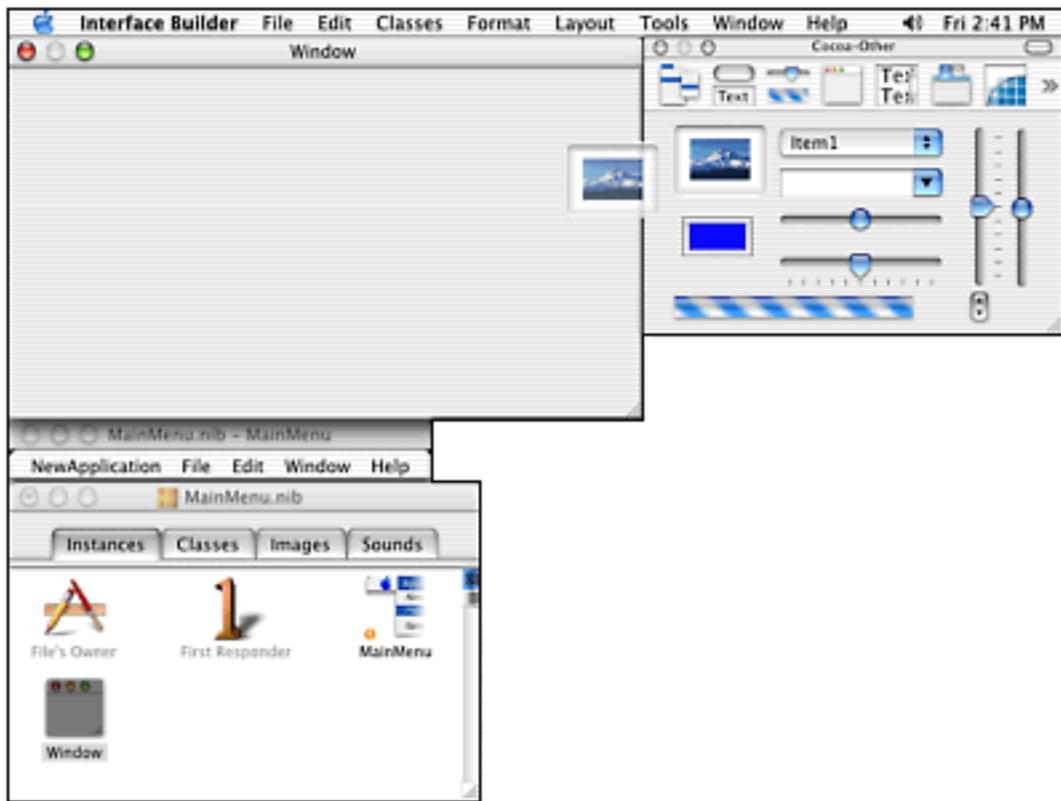 Interface Builder File Edit Classes Format Layout Tools Window Help Fri 2:41 PM
Window
Cocoa-Other
Text
Item1
MainMenu.nib - MainMenu
NewApplication File Edit Window Help
MainMenu.nib
Instances Classes Images Sounds
File's Owner First Responder MainMenu
Window